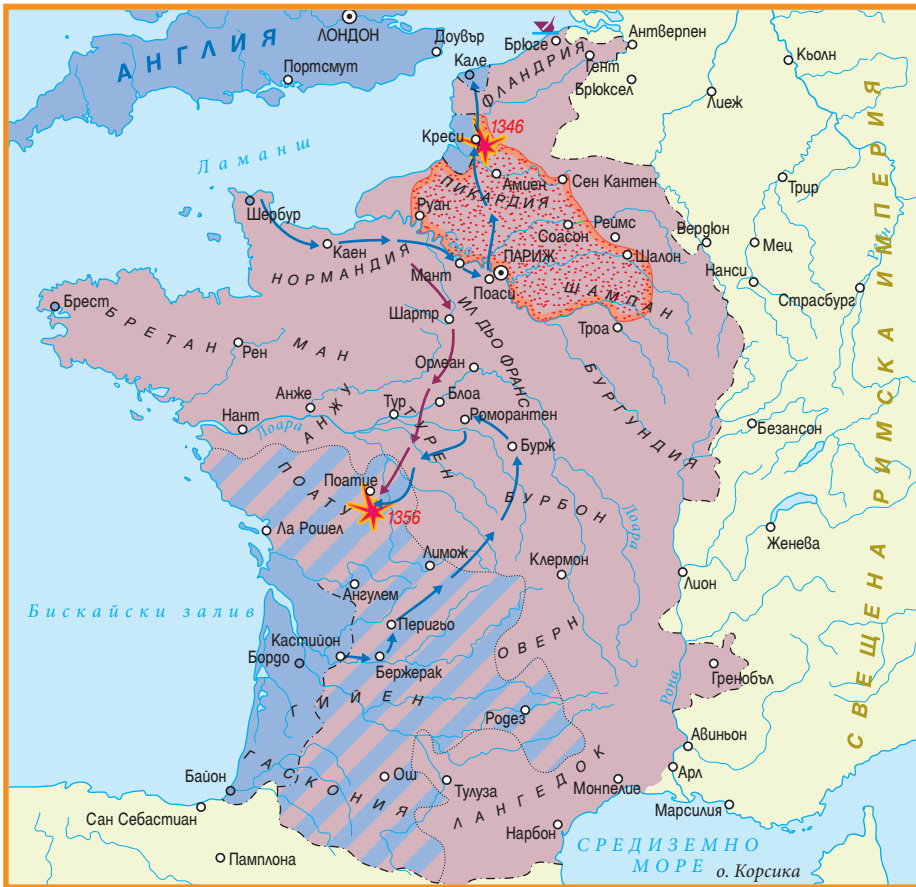 АНГЛИЯ
ЛОНДОН
Портсмут
Доувър
Кале
Брюге
Антверпен
Гент
Брюксел
ФЛАНДРИЯ
Кьолн
Лиеж
Ламанш
Креси
1346
ПИКАРДИЯ
Амиен
Сен Кантен
Руан
Трир
Шербур
Каен
Соасон
Реймс
Вердюн
Мец
Рейн
НОРМАНДИЯ
Мант
ПАРИЖ
Поаси
Шалон
Нанси
Страсбург
ШАМПАН
Брест
БРЕТАН
Шартр
ИЛ ДЬО ФРАНС
Троа
Рен
МАН
Орлеан
БУРГУНДИЯ
Анже
АНЖУ
Тур
Блоа
Роморантен
Нант
Лоара
ТУРЕН
Бурж
Безансон
СВЕЩЕНА РИМСКА ИМПЕРИЯ
ПОАТУ
Поатие
1356
БУРБОН
Лоара
Ла Рошел
Женева
Лимож
Клермон
Лион
Ангулем
Бискайски залив
Перигьо
Кастийон
Бордо
Бержерак
ОВЕРН
Гренобъл
ГИЙЕН
Родез
Рона
Авиньон
ГАСКОНИЯ
Байон
Ош
Тулуза
ЛАНГЕДОК
Монпелие
Арл
Марсилия
Сан Себастиан
Нарбон
Памплона
СРЕДИЗЕМНО
МОРЕ
о. Корсика